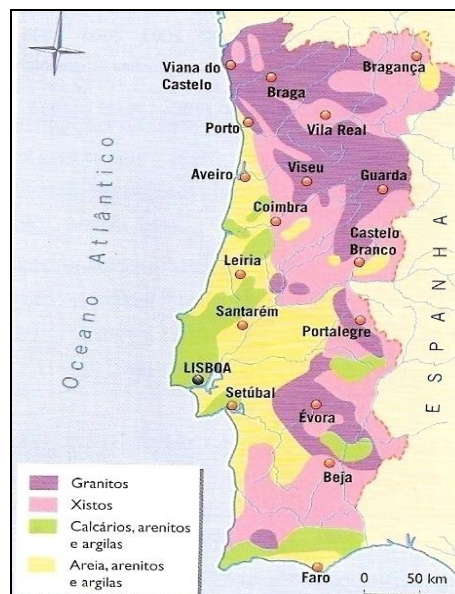 Viana do
Castelo
Bragança
Braga
Porto
Vila Real
Aveiro
Viseu
Guarda
Coimbra
Castelo
Branco
Leiria
Santarém
Portalegre
LISBOA
Setúbal
Évora
Beja
Faro
Oceano Atlântico
ESPANHA
Granitos
Xistos
Calcários, arenitos
e argilas
Areia, arenitos
e argilas
0 50 km